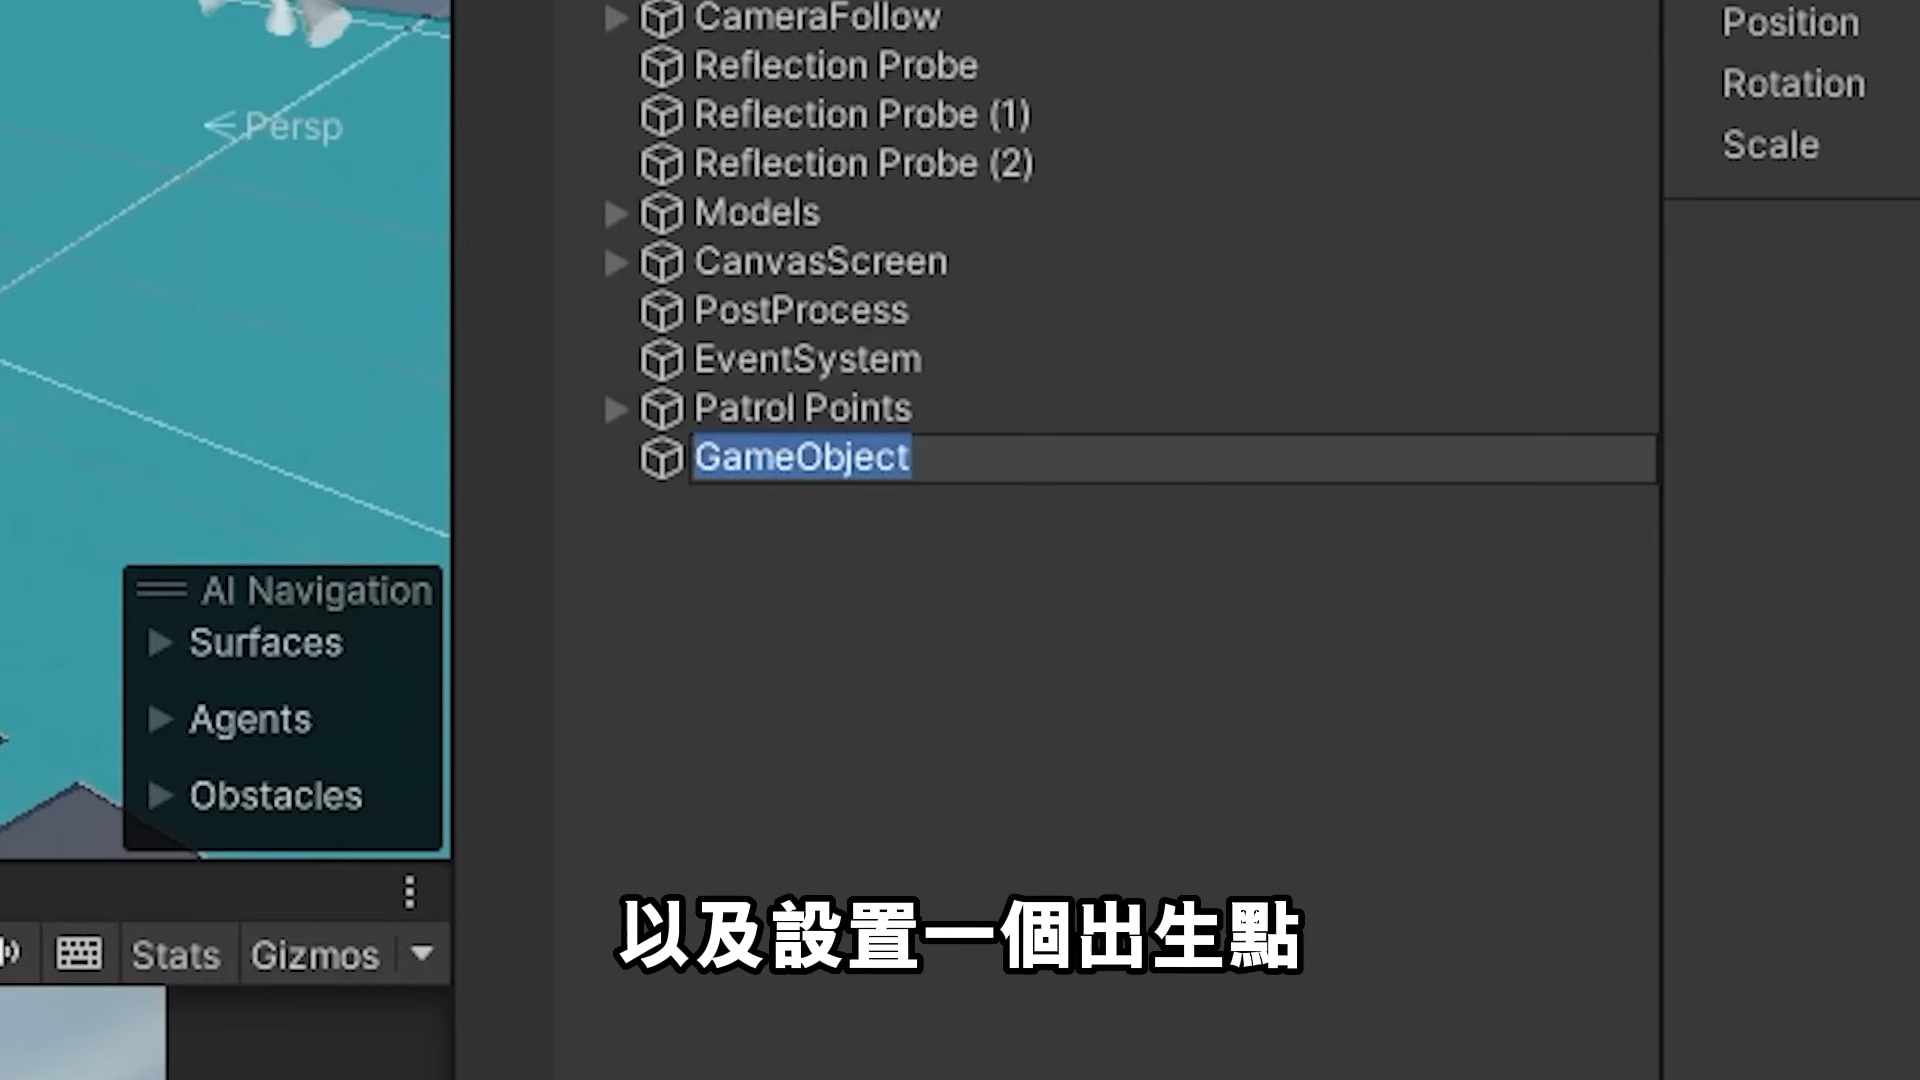 CameraFollow
Reflection Probe
Reflection Probe (1)
Reflection Probe (2)
Models
CanvasScreen
PostProcess
EventSystem
Patrol Points
GameObject
Position
Rotation
Scale
Persp
AI Navigation
Surfaces
Agents
Obstacles
Stats
Gizmos
以及設置一個出生點